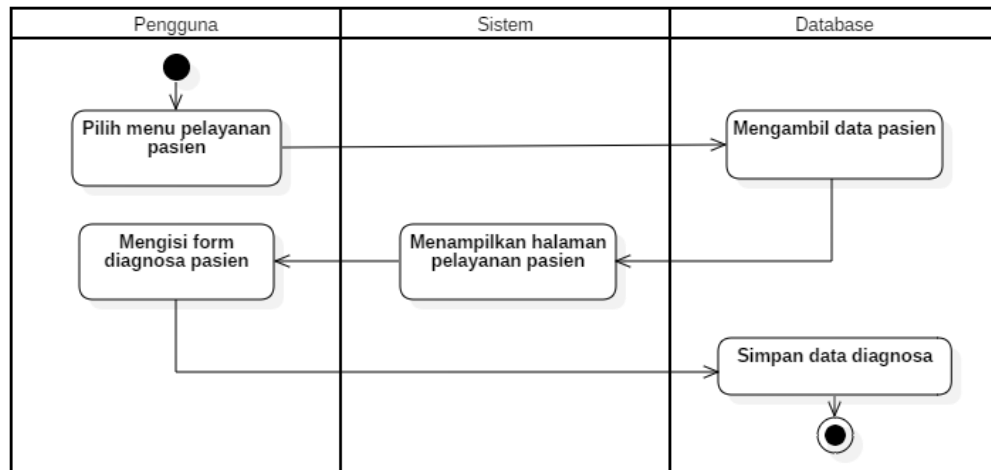 Pengguna
Sistem
Database
Pilih menu pelayanan
pasien
Mengambil data pasien
Mengisi form
diagnosa pasien
Menampilkan halaman
pelayanan pasien
Simpan data diagnosa